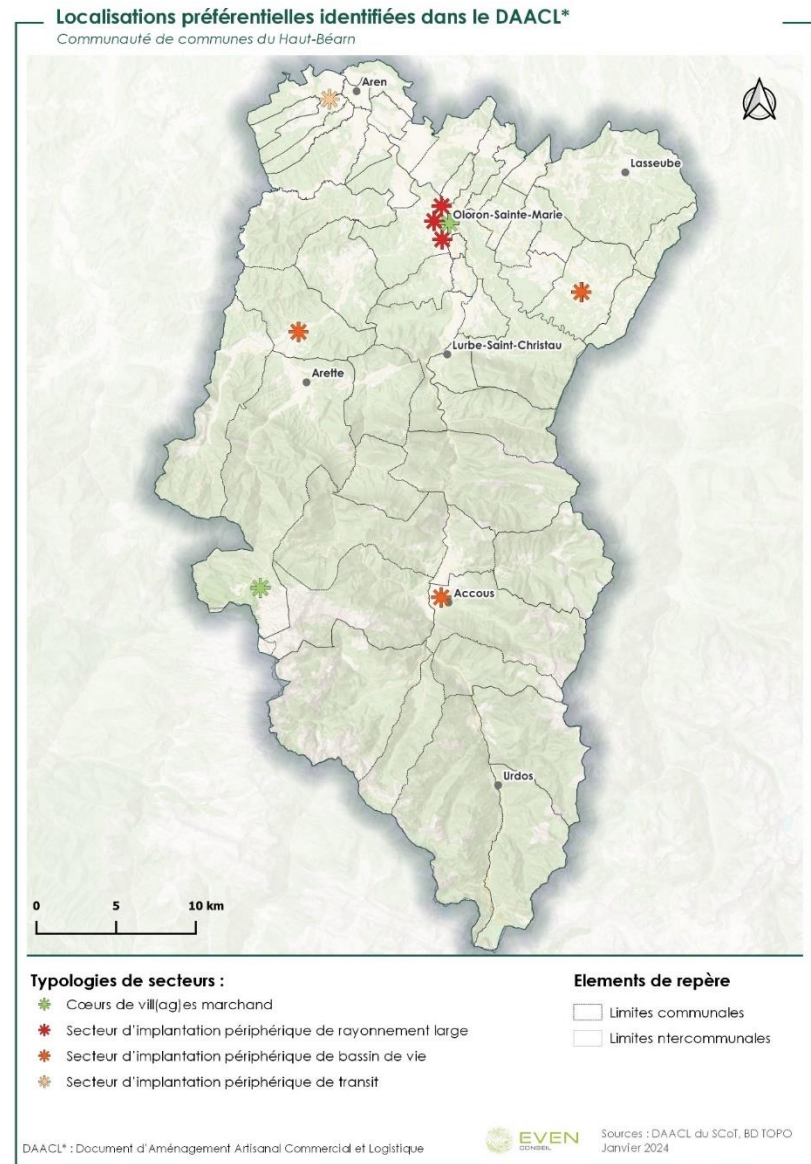 Localisations préférentielles identifiées dans le DAACL*
Communauté de communes du Haut-Béarn
Aren
Lasseube
Oloron-Sainte-Marie
Lurbe-Saint-Christau
Arette
Accous
Urdos
0 5 10 km
Typologies de secteurs :
Cœurs de vill(ag)es marchand
Secteur d'implantation périphérique de rayonnement large
Secteur d'implantation périphérique de bassin de vie
Secteur d'implantation périphérique de transit
Elements de repère
Limites communales
Limites ntercommunales
DAACL* : Document d'Aménagement Artisanal Commercial et Logistique
EVEN
CONSEIL
Sources : DAACL du SCoT, BD TOPO
Janvier 2024